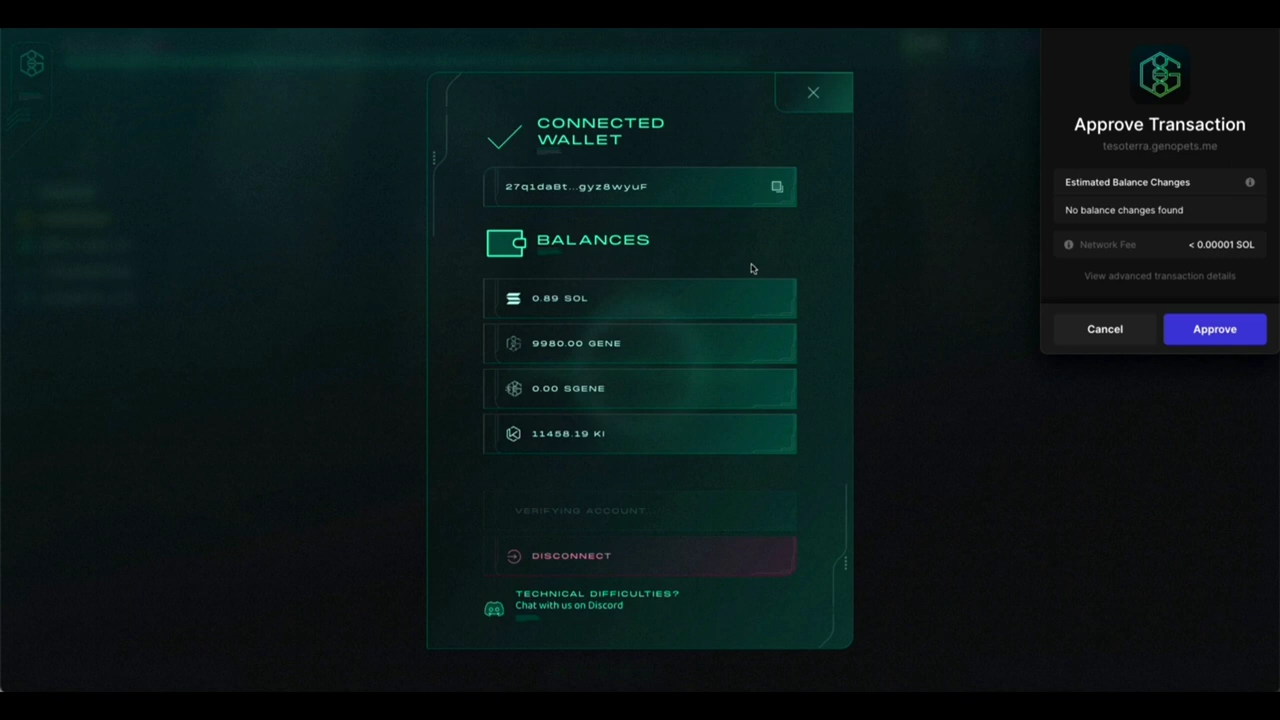 CONNECTED
WALLET
27q1daBt...gyz8wyuF
BALANCES
0.89 SOL
9980.00 GENE
0.00 SGENE
11458.19 KI
VERIFYING ACCOUNT...
DISCONNECT
TECHNICAL DIFFICULTIES?
Chat with us on Discord
Approve Transaction
tesoterra.genopets.me
Estimated Balance Changes
No balance changes found
Network Fee < 0.00001 SOL
View advanced transaction details
Cancel Approve